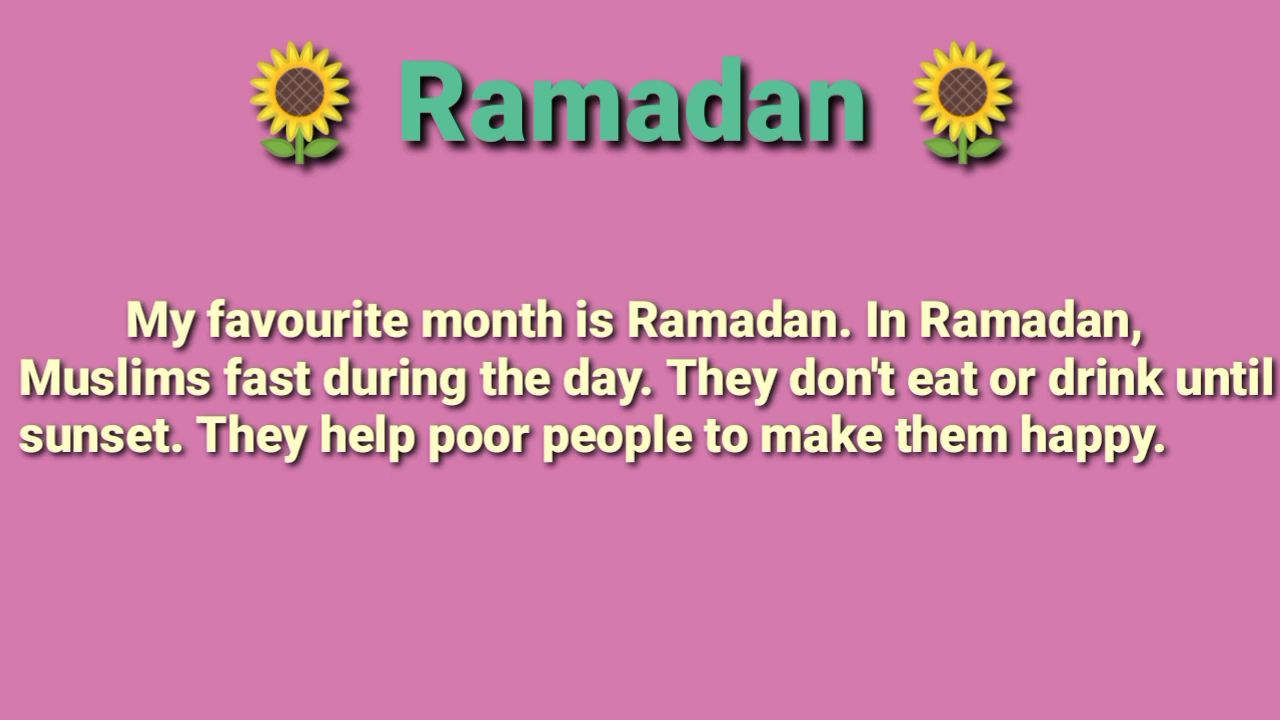 🌻 Ramadan 🌻
My favourite month is Ramadan. In Ramadan,
Muslims fast during the day. They don't eat or drink until
sunset. They help poor people to make them happy.